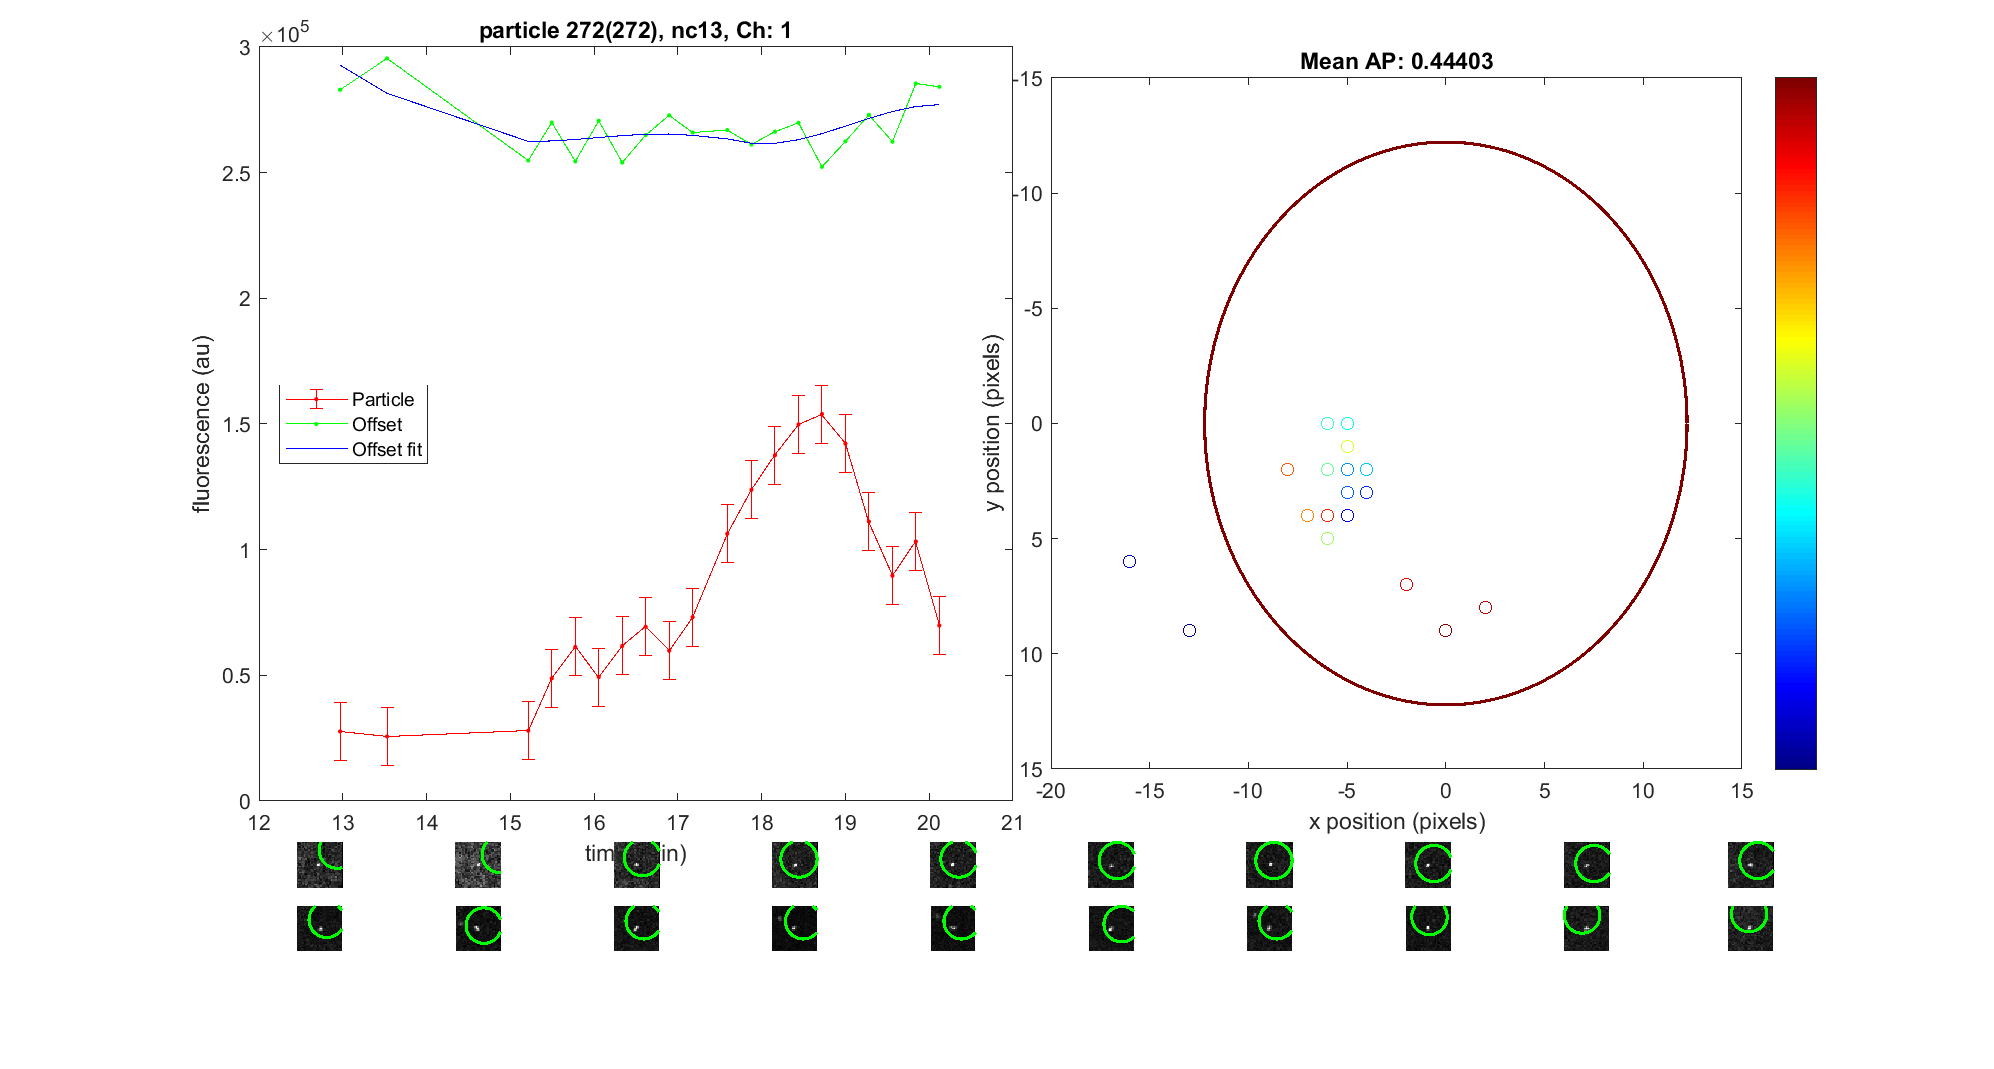 particle 272(272), nc13, Ch: 1
×10^5
3
2.5
2
1.5
1
0.5
0
fluorescence (au)
Particle
Offset
Offset fit
12 13 14 15 16 17 18 19 20 21
tim in)
Mean AP: 0.44403
-15
-10
-5
0
5
10
15
y position (pixels)
-20 -15 -10 -5 0 5 10 15
x position (pixels)